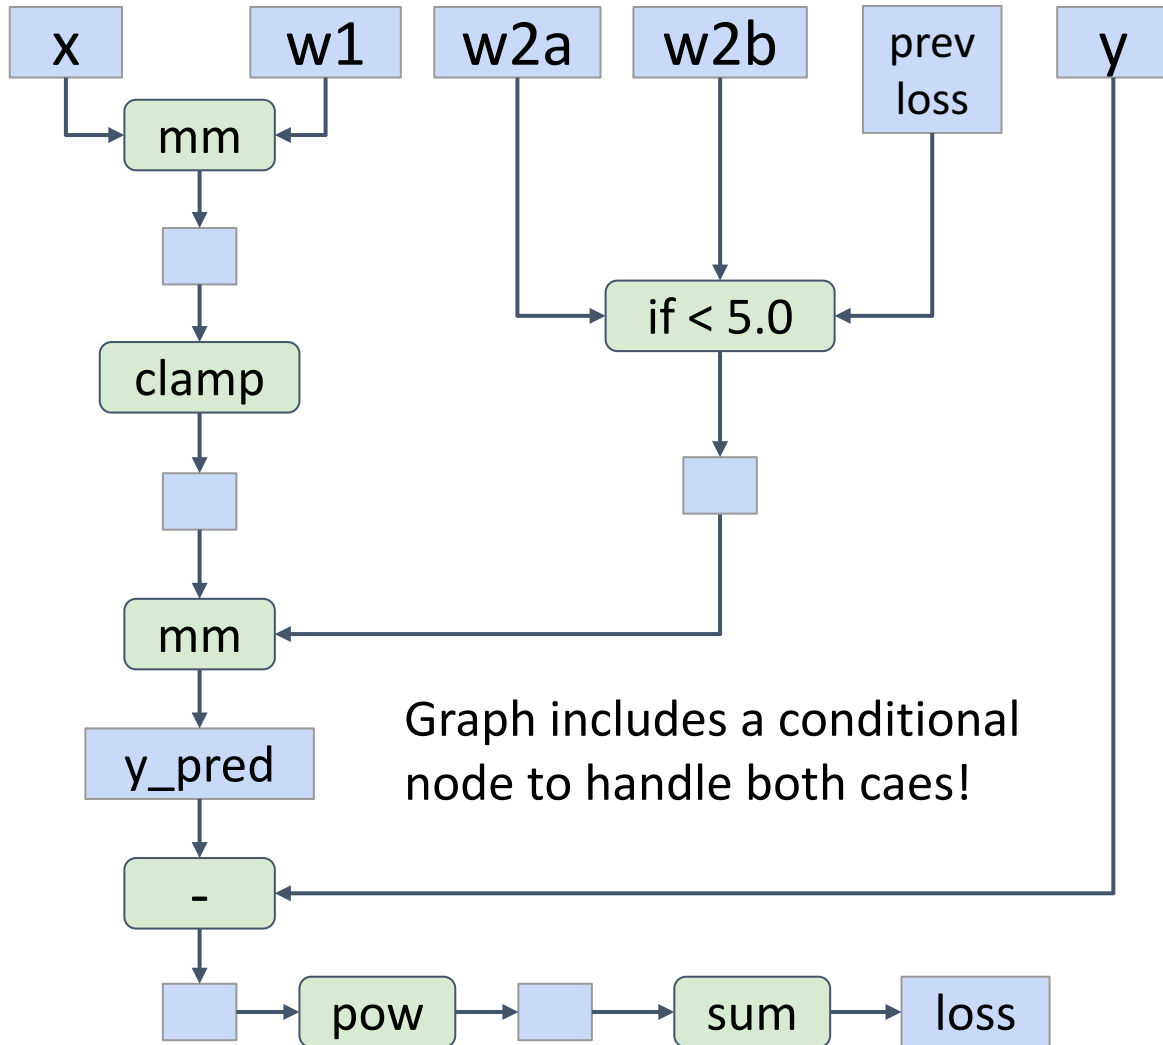 x
w1
w2a
w2b
prev
loss
y
mm
if < 5.0
clamp
mm
Graph includes a conditional
node to handle both caes!
y_pred
-
pow
sum
loss